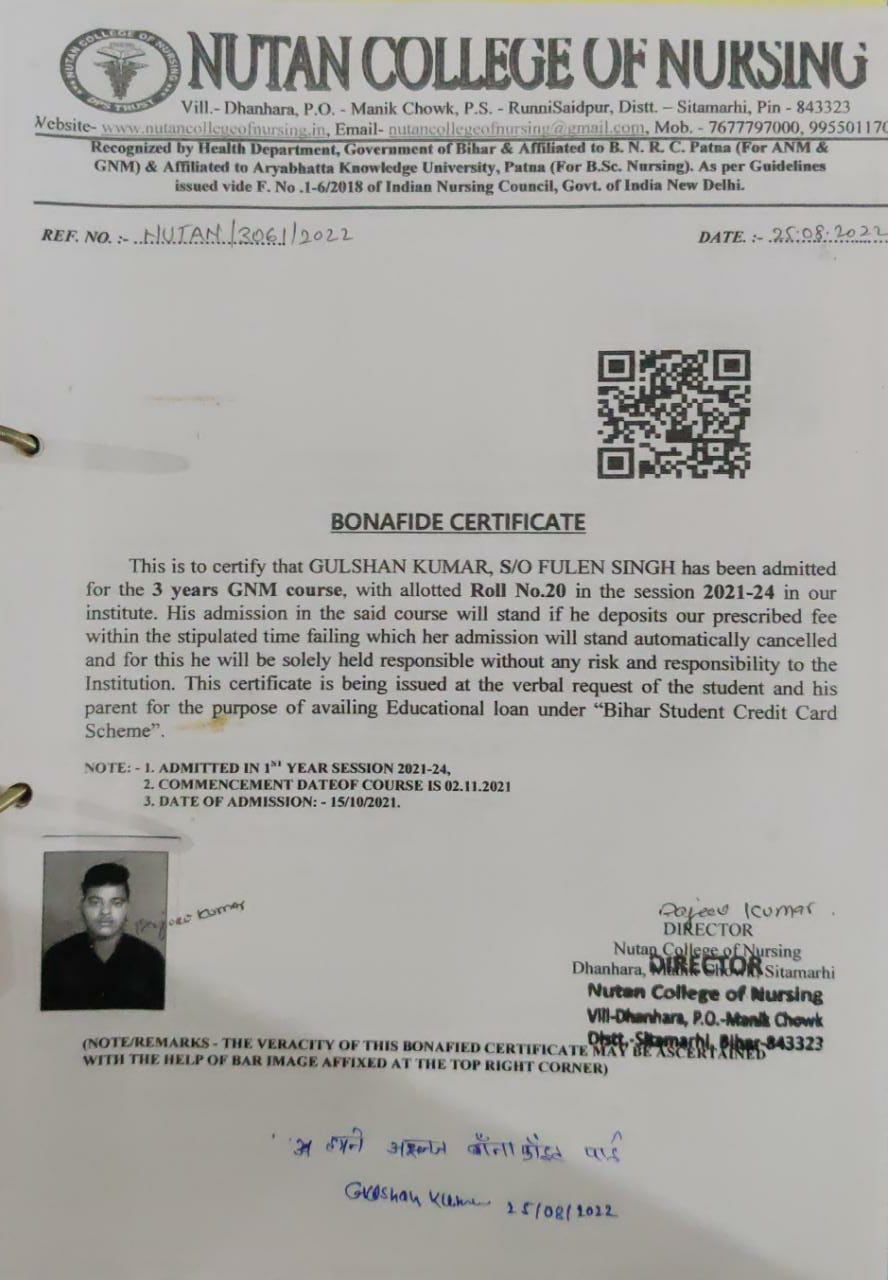 NUTAN COLLEGE OF NURSING
NUTAN COLLEGE OF NURSING
DPS TRUST
Vill.- Dhanhara, P.O. - Manik Chowk, P.S. - RunniSaidpur, Distt. – Sitamarhi, Pin - 843323
Website- www.nutancollegeofnursing.in, Email- nutancollegeofnursing@gmail.com, Mob. - 7677797000, 995501170
Recognized by Health Department, Government of Bihar & Affiliated to B. N. R. C. Patna (For ANM &
GNM) & Affiliated to Aryabhatta Knowledge University, Patna (For B.Sc. Nursing). As per Guidelines
issued vide F. No .1-6/2018 of Indian Nursing Council, Govt. of India New Delhi.
REF. NO. :- NUTAN/3061/2022
DATE. :- 25.08.2022
BONAFIDE CERTIFICATE
This is to certify that GULSHAN KUMAR, S/O FULEN SINGH has been admitted
for the 3 years GNM course, with allotted Roll No.20 in the session 2021-24 in our
institute. His admission in the said course will stand if he deposits our prescribed fee
within the stipulated time failing which her admission will stand automatically cancelled
and for this he will be solely held responsible without any risk and responsibility to the
Institution. This certificate is being issued at the verbal request of the student and his
parent for the purpose of availing Educational loan under “Bihar Student Credit Card
Scheme”.
NOTE: - 1. ADMITTED IN 1ST YEAR SESSION 2021-24,
2. COMMENCEMENT DATEOF COURSE IS 02.11.2021
3. DATE OF ADMISSION: - 15/10/2021.
Kumar
Rajeev Kumar
DIRECTOR
Nutan College of Nursing
Dhanhara, Manik Chowk, Sitamarhi
DIRECTOR
Nutan College of Nursing
Vill-Dhanhara, P.O.-Manik Chowk
Distt.-Sitamarhi, Bihar-843323
(NOTE/REMARKS - THE VERACITY OF THIS BONAFIED CERTIFICATE MAY BE ASCERTAINED
WITH THE HELP OF BAR IMAGE AFFIXED AT THE TOP RIGHT CORNER)
पाई
Gulshan Kumar 25/08/2022